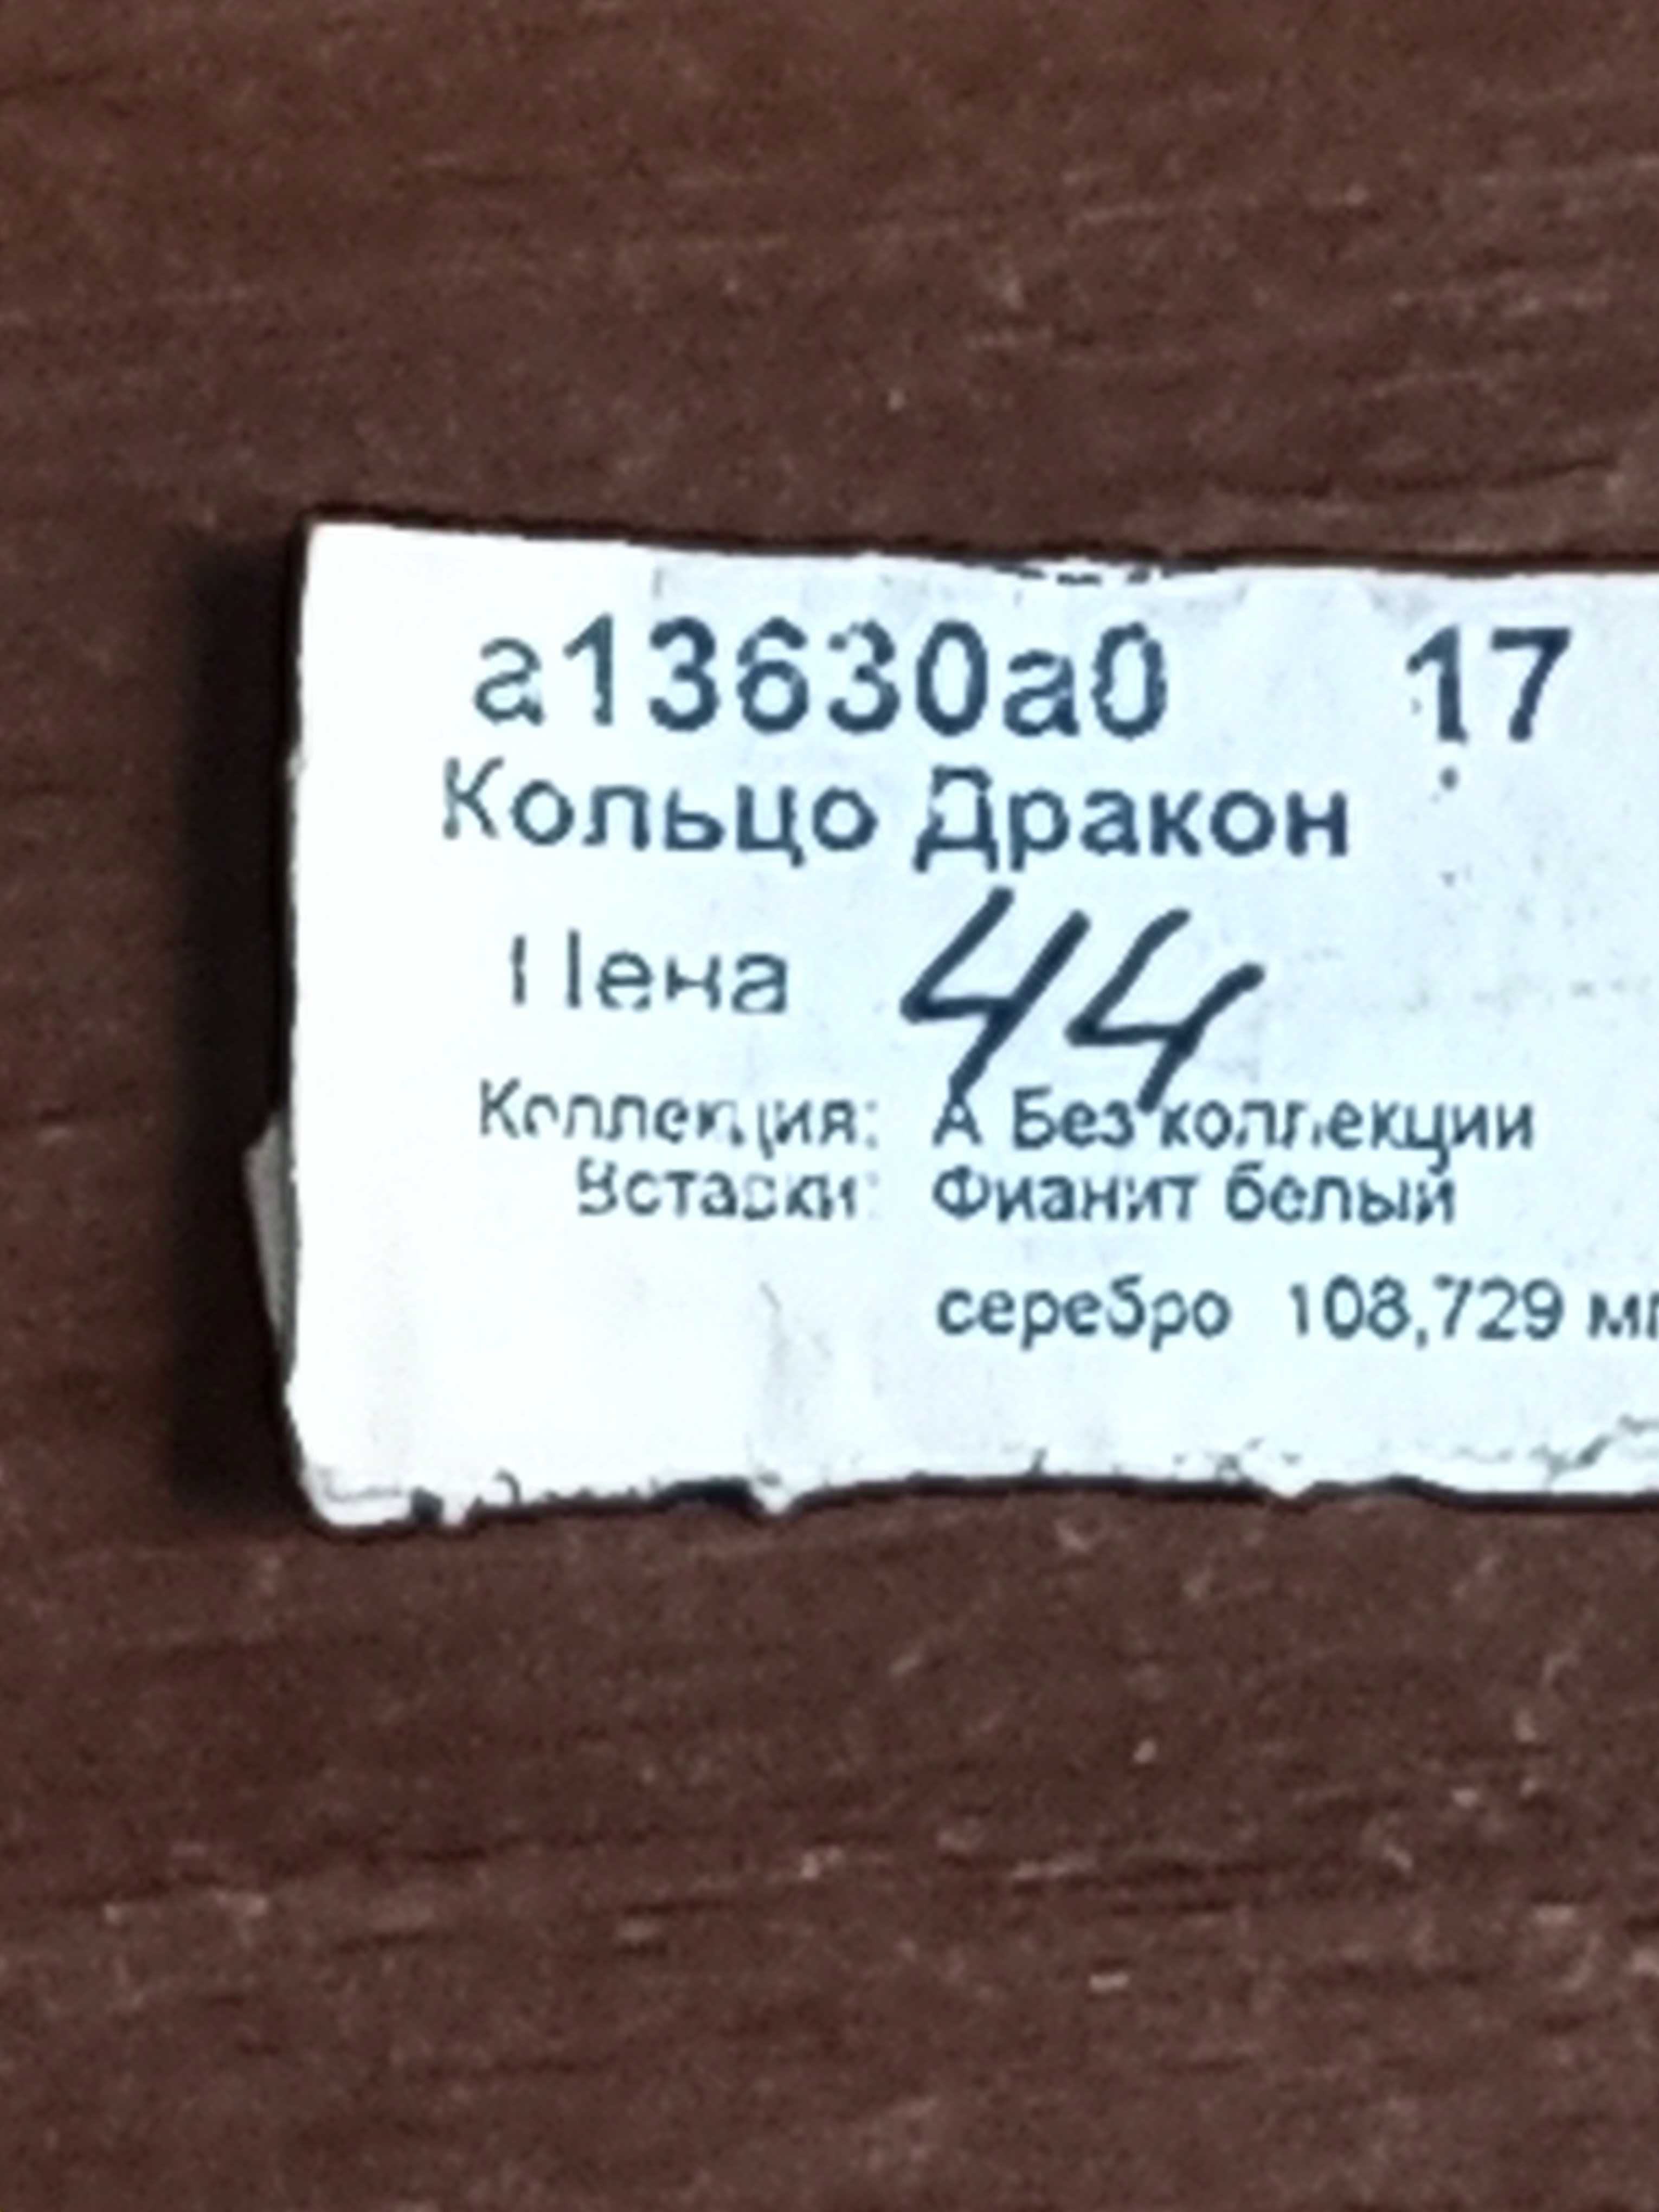 а13630а0 17
Кольцо Дракон
Цена 44
Коллекция: А Без коллекции
Вставки: Фианит белый
серебро 108,729 мг